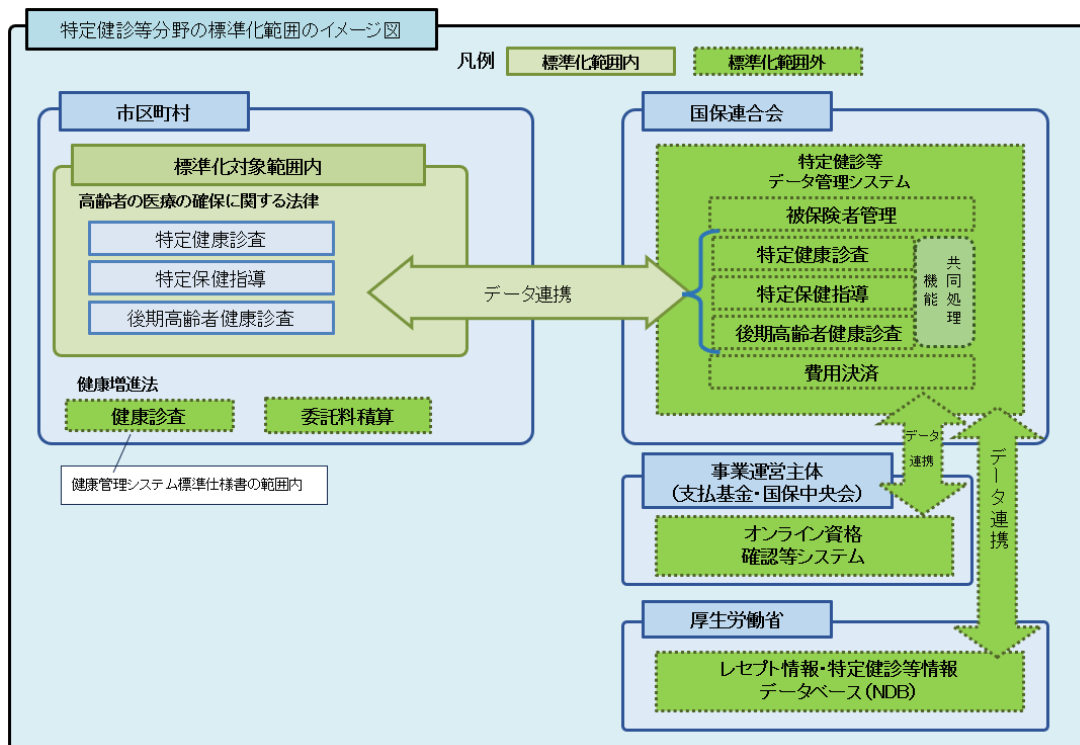 特定健診等分野の標準化範囲のイメージ図
凡例
標準化範囲内
標準化範囲外
市区町村
標準化対象範囲内
高齢者の医療の確保に関する法律
特定健康診査
特定保健指導
後期高齢者健康診査
健康増進法
健康診査
委託料積算
健康管理システム標準仕様書の範囲内
データ連携
国保連合会
特定健診等
データ管理システム
被保険者管理
特定健康診査
特定保健指導
後期高齢者健康診査
共同処理
機能
費用決済
データ
連携
データ連携
事業運営主体
(支払基金・国保中央会)
オンライン資格
確認等システム
厚生労働省
レセプト情報・特定健診等情報
データベース(NDB)